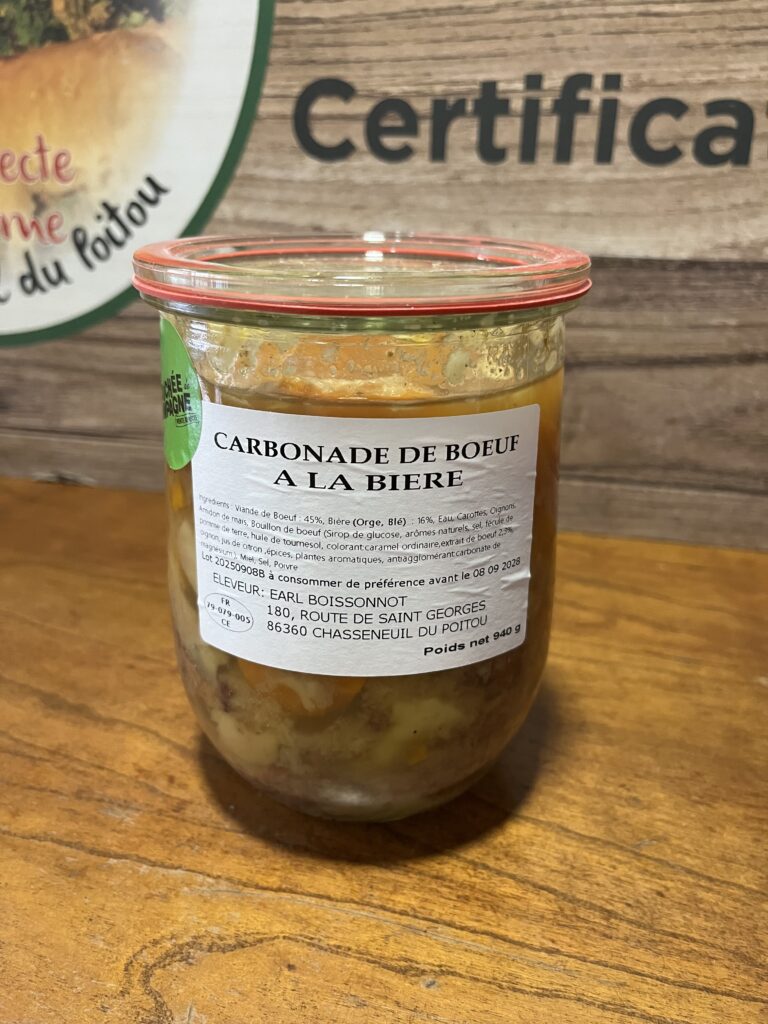 Certifica
ecte
me
du Poitou
CARBONADE DE BOEUF
A LA BIERE
Ingredients : Viande de Boeuf : 45%, Bière (Orge, Blé) : 16%, Eau, Carottes, Oignons,
Amidon de maïs, Bouillon de boeuf (Sirop de glucose, arômes naturels, sel, fécule de
pomme de terre, huile de tournesol, colorant:caramel ordinaire,extrait de boeuf 2,9%,
oignon, jus de citron ,épices, plantes aromatiques, antiagglomérant:carbonate de
magnésium), Miel, Sel, Poivre
Lot 20250908B à consommer de préférence avant le 08 09 2028
ELEVEUR: EARL BOISSONNOT
180, ROUTE DE SAINT GEORGES
86360 CHASSENEUIL DU POITOU
FR
79-079-005
CE
Poids net 940 g